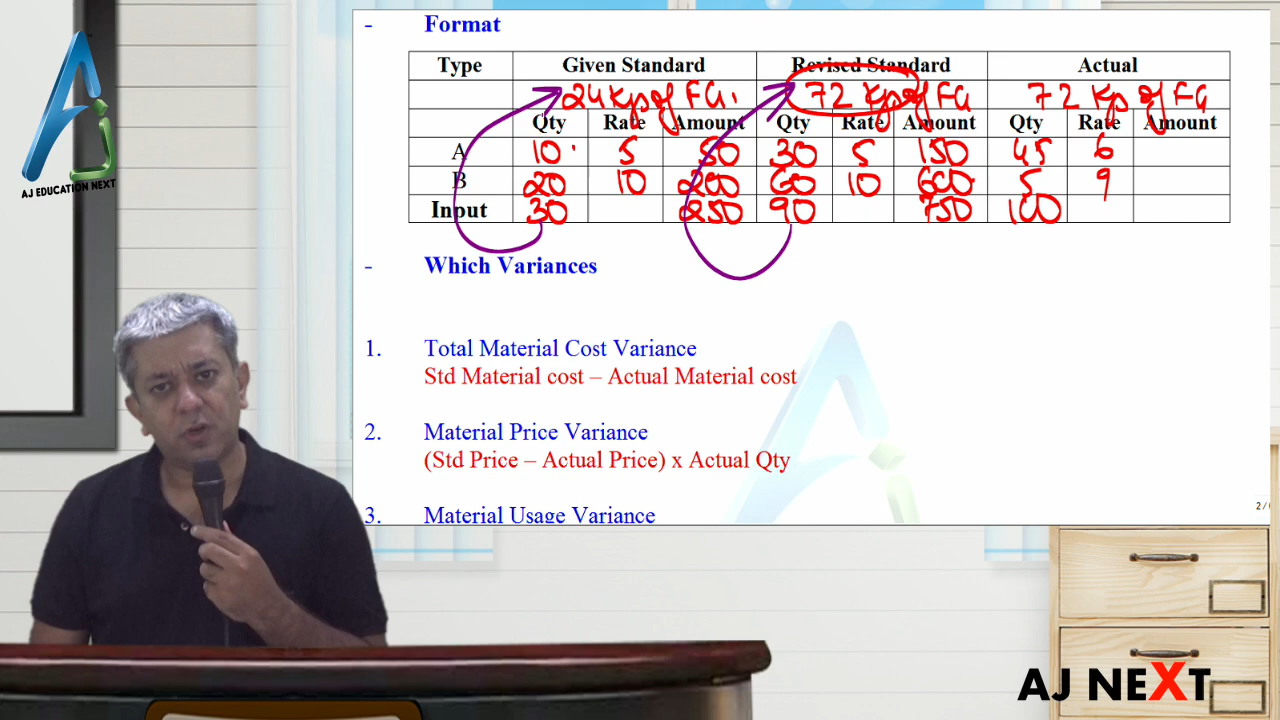 - Format
Type Given Standard Revised Standard Actual
24 Kg of FG. 72 Kg of FG 72 Kg of FG
Qty Rate Amount Qty Rate Amount Qty Rate Amount
A 10 5 50 30 5 150 45 6
B 20 10 200 60 10 600 5 9
Input 30 250 90 750 100
- Which Variances
1. Total Material Cost Variance
Std Material cost – Actual Material cost
2. Material Price Variance
(Std Price – Actual Price) x Actual Qty
3. Material Usage Variance
AJ EDUCATION NEXT
AJ NEXT